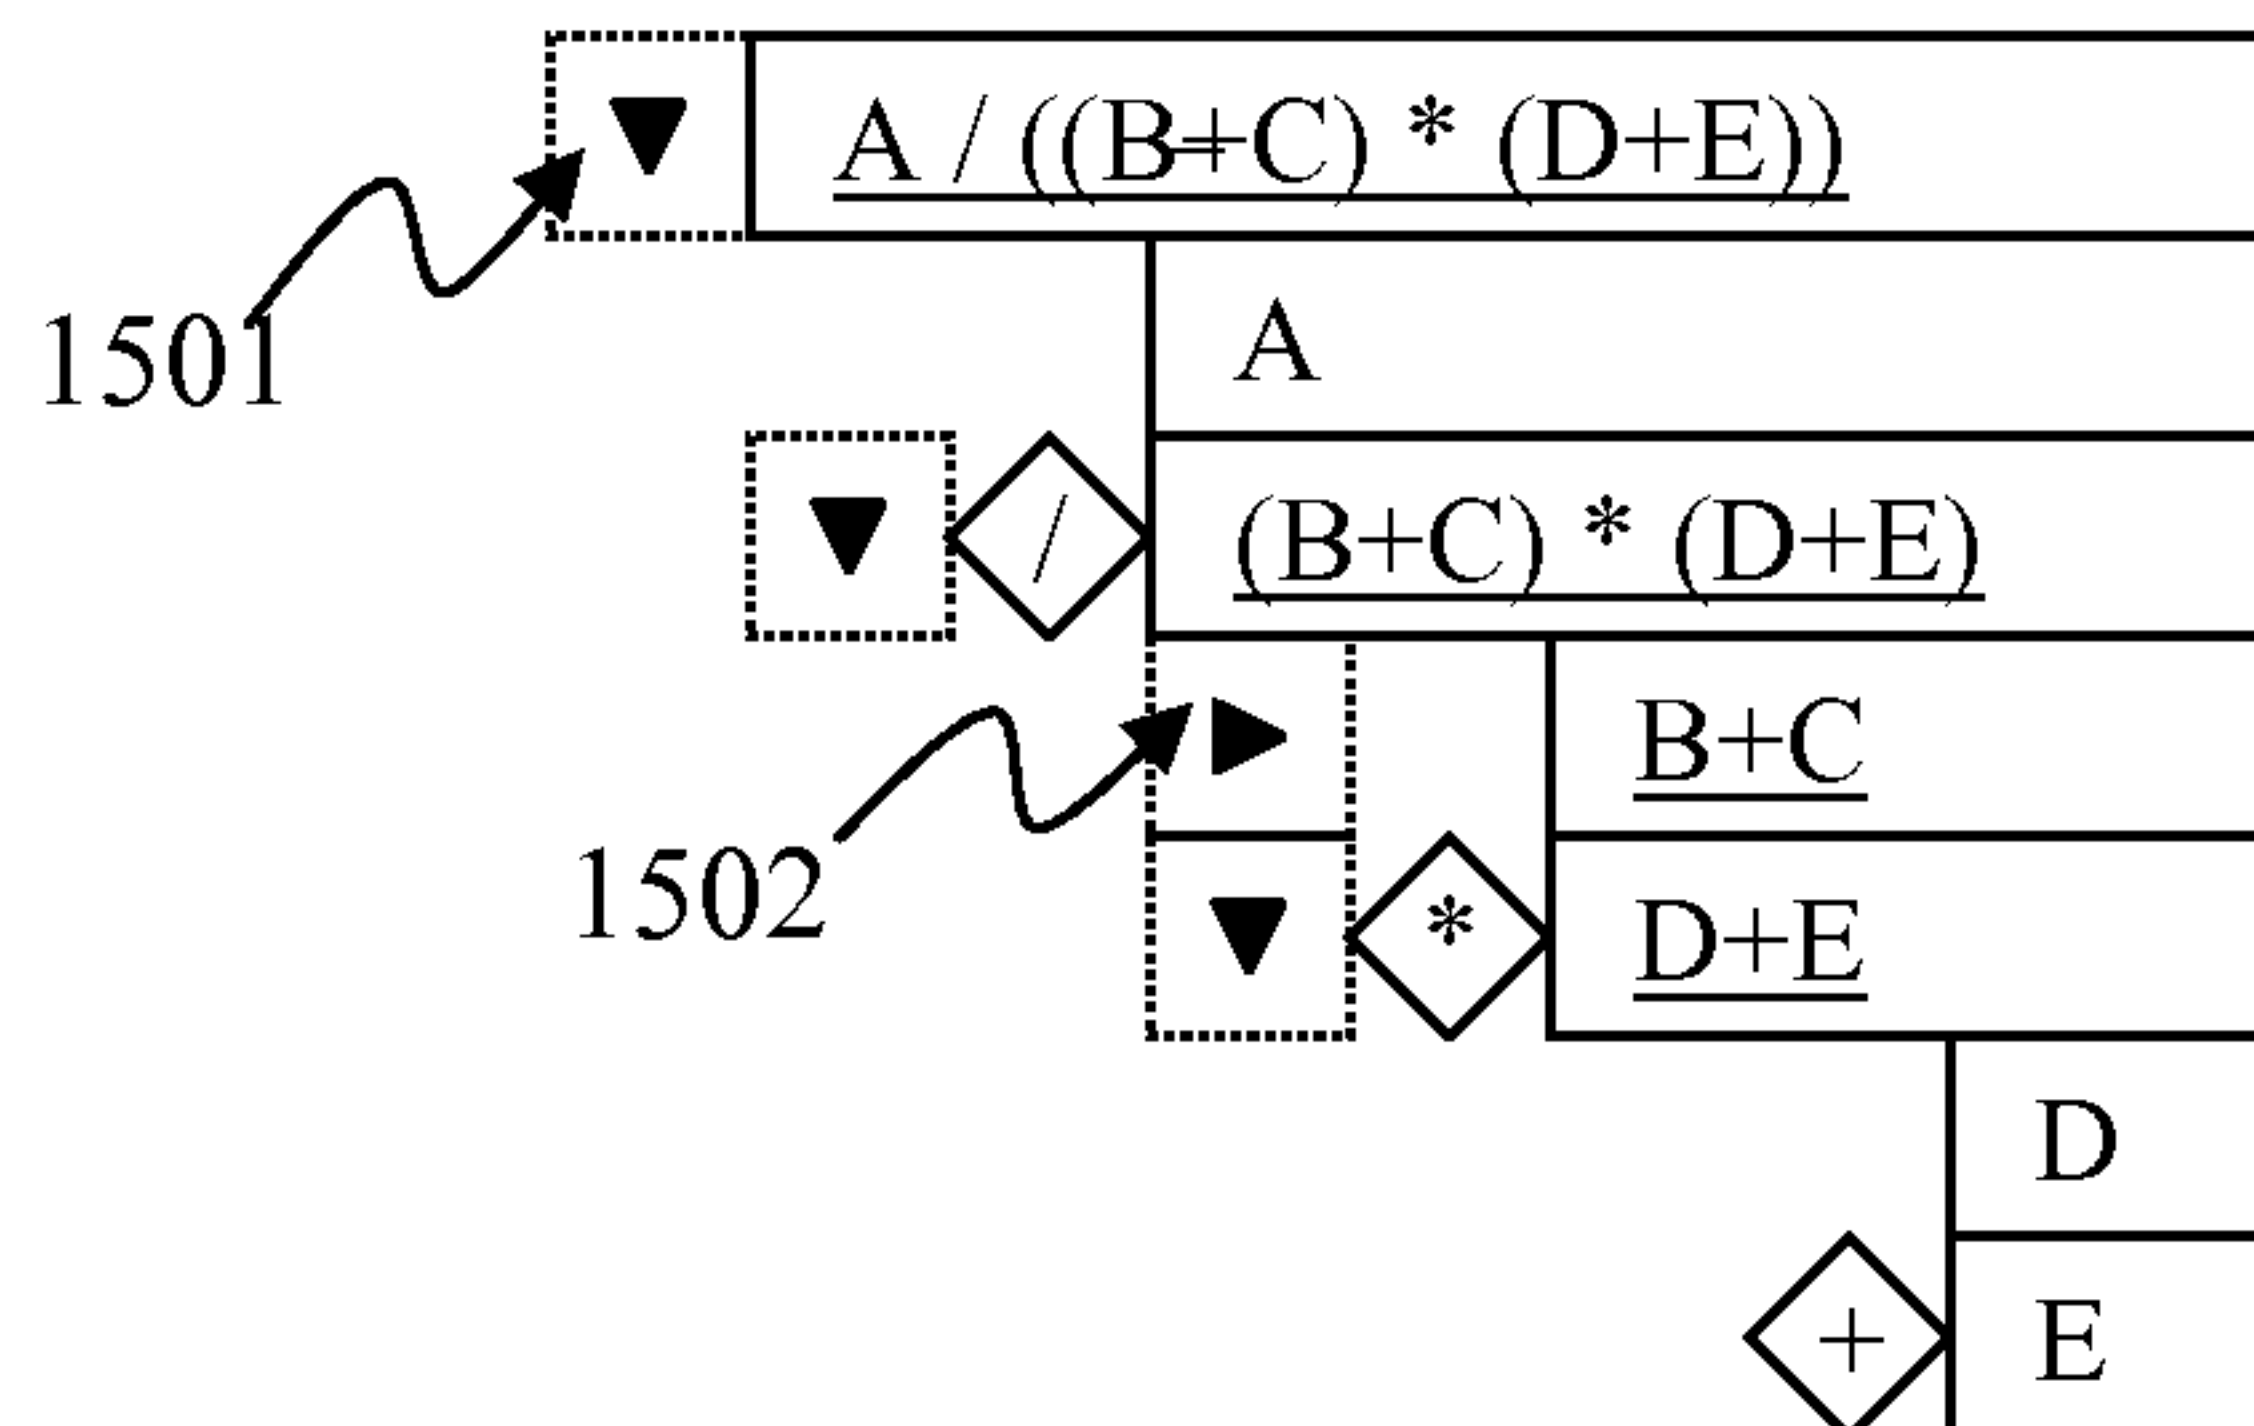 A / ((B+C) * (D+E))
1501
A
/
(B+C) * (D+E)
B+C
1502
*
D+E
D
+
E